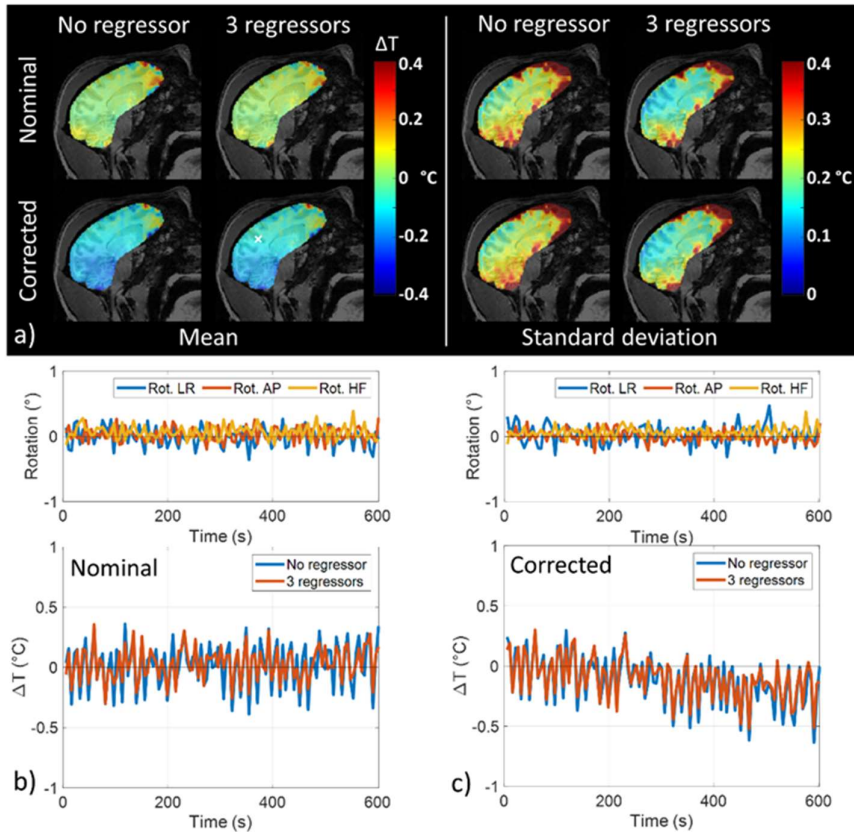 No regressor 3 regressors No regressor 3 regressors
ΔT
Nominal
0.4 0.4
0.2 0.3
0 °C 0.2 °C
-0.2 0.1
-0.4 0
Corrected
a) Mean Standard deviation
Rot. LR Rot. AP Rot. HF
1
0
-1
Rotation (°)
0 200 400 600
Time (s)
Rot. LR Rot. AP Rot. HF
1
0
-1
Rotation (°)
0 200 400 600
Time (s)
Nominal
No regressor
3 regressors
1
0.5
0
-0.5
-1
ΔT (°C)
0 200 400 600
Time (s)
b)
Corrected
No regressor
3 regressors
1
0.5
0
-0.5
-1
ΔT (°C)
0 200 400 600
Time (s)
c)